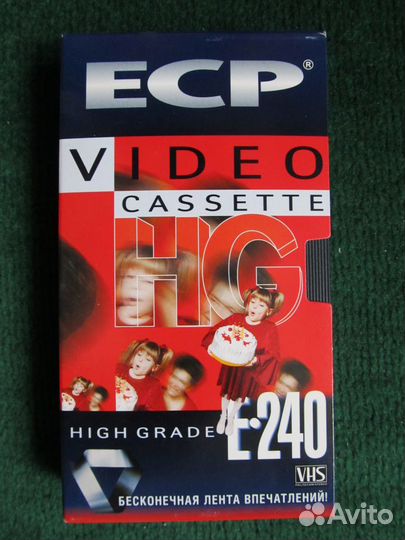 ECP®
VIDEO
CASSETTE
HG
HIGH GRADE E-240
VHS
БЕСКОНЕЧНАЯ ЛЕНТА ВПЕЧАТЛЕНИЙ!
Avito